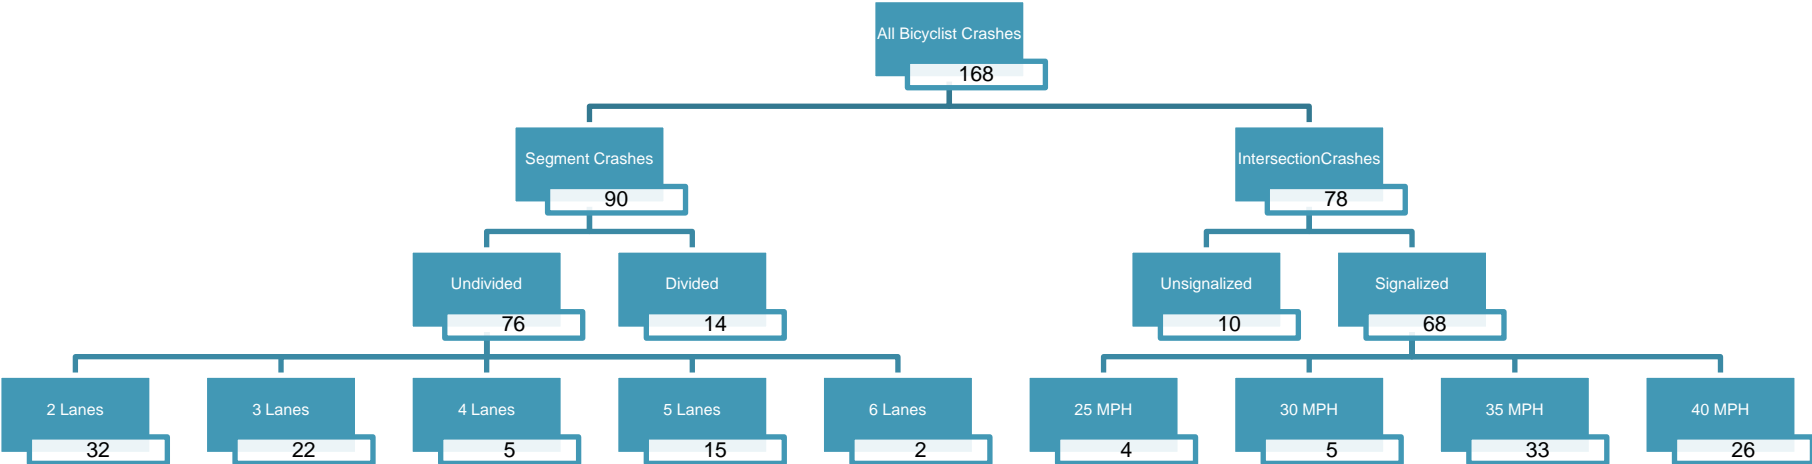 All Bicyclist Crashes
168
Segment Crashes
90
IntersectionCrashes
78
Undivided
76
Divided
14
Unsignalized
10
Signalized
68
2 Lanes
32
3 Lanes
22
4 Lanes
5
5 Lanes
15
6 Lanes
2
25 MPH
4
30 MPH
5
35 MPH
33
40 MPH
26